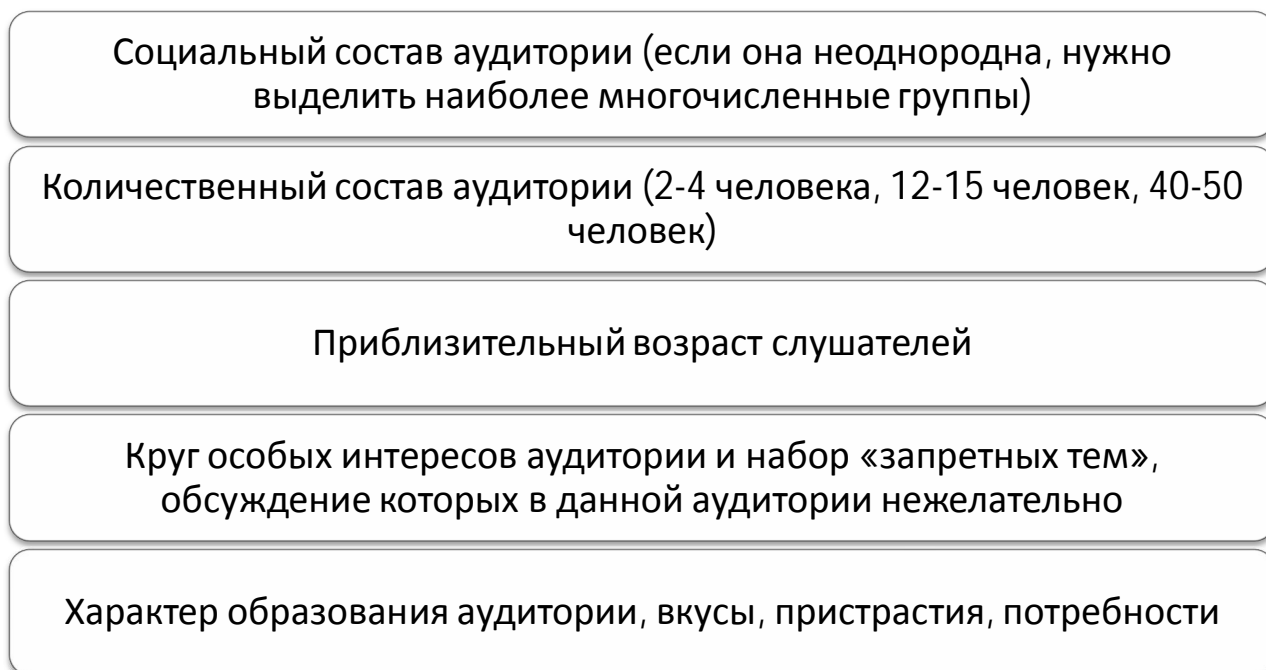 Социальный состав аудитории (если она неоднородна, нужно
выделить наиболее многочисленные группы)
Количественный состав аудитории (2-4 человека, 12-15 человек, 40-50
человек)
Приблизительный возраст слушателей
Круг особых интересов аудитории и набор «запретных тем»,
обсуждение которых в данной аудитории нежелательно
Характер образования аудитории, вкусы, пристрастия, потребности